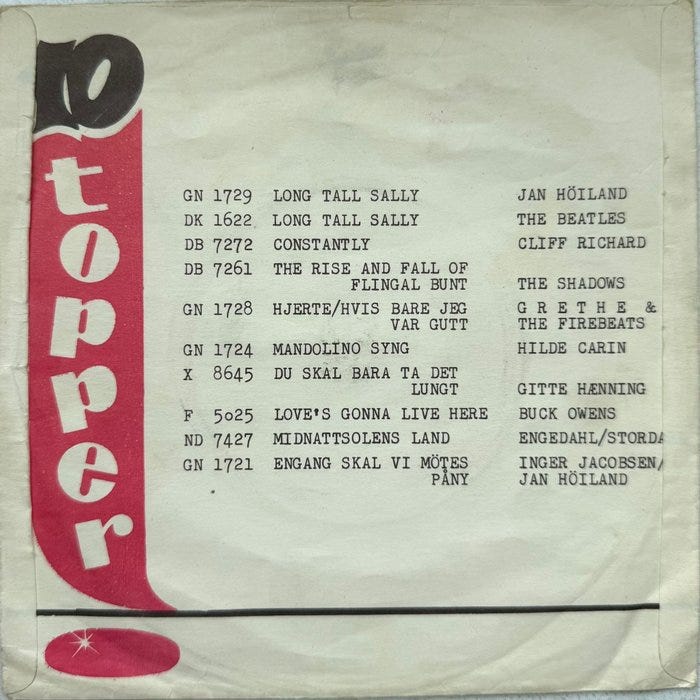 10
topper
GN 1729 LONG TALL SALLY JAN HÖILAND
DK 1622 LONG TALL SALLY THE BEATLES
DB 7272 CONSTANTLY CLIFF RICHARD
DB 7261 THE RISE AND FALL OF
FLINGAL BUNT THE SHADOWS
GN 1728 HJERTE/HVIS BARE JEG G R E T H E &
VAR GUTT THE FIREBEATS
GN 1724 MANDOLINO SYNG HILDE CARIN
X 8645 DU SKAL BARA TA DET
LUNGT GITTE HÆNNING
F 5o25 LOVE'S GONNA LIVE HERE BUCK OWENS
ND 7427 MIDNATTSOLENS LAND ENGEDAHL/STORDA
GN 1721 ENGANG SKAL VI MÖTES INGER JACOBSEN/
PÅNY JAN HÖILAND